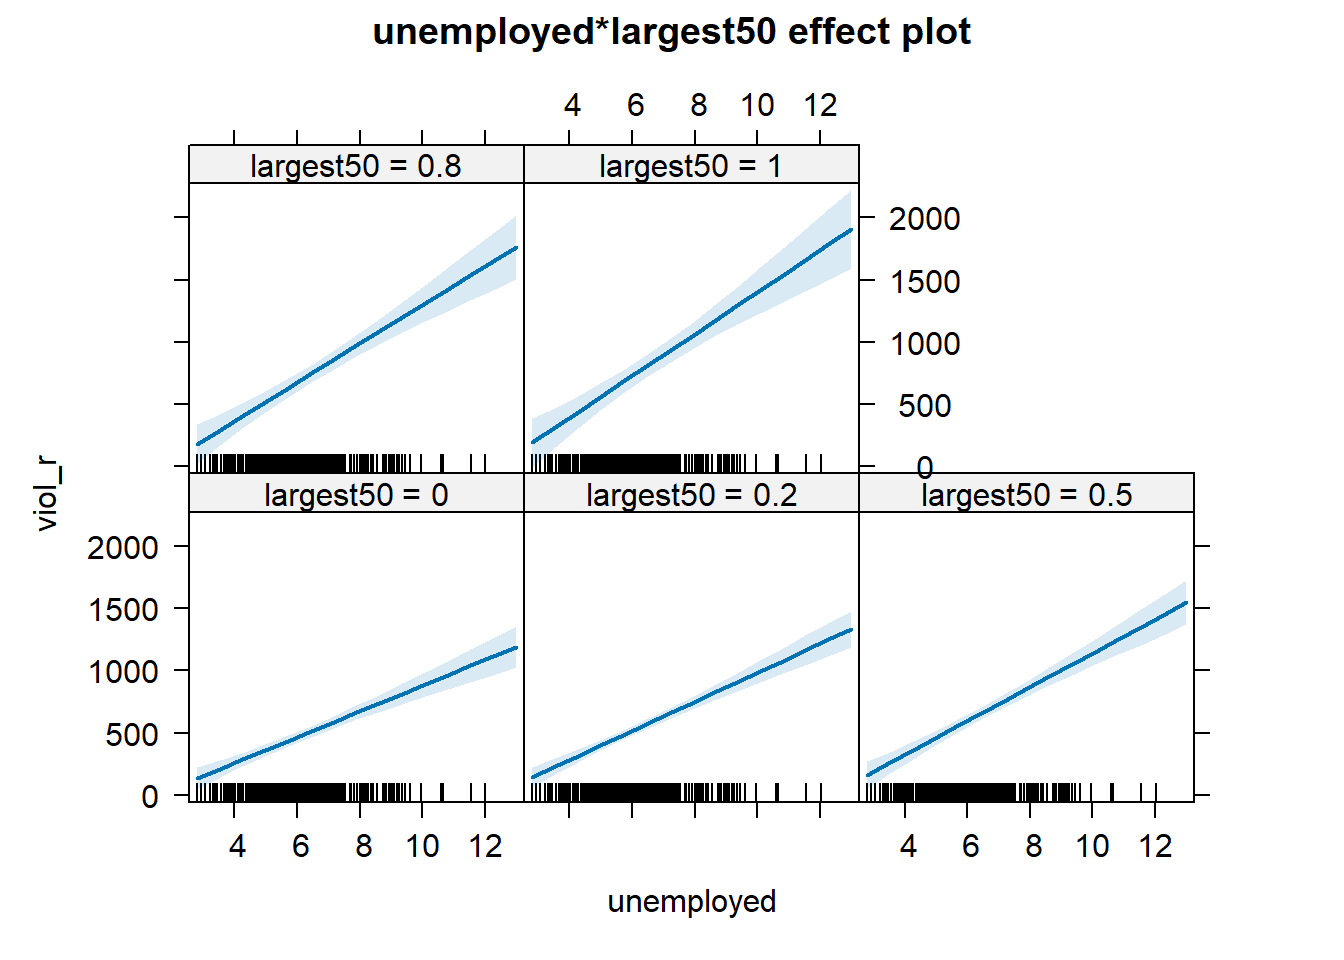 unemployed*largest50 effect plot
4 6 8 10 12
largest50 = 0.8 largest50 = 1
2000
1500
1000
500
0
largest50 = 0 largest50 = 0.2 largest50 = 0.5
viol_r
2000
1500
1000
500
0
4 6 8 10 12 4 6 8 10 12
unemployed